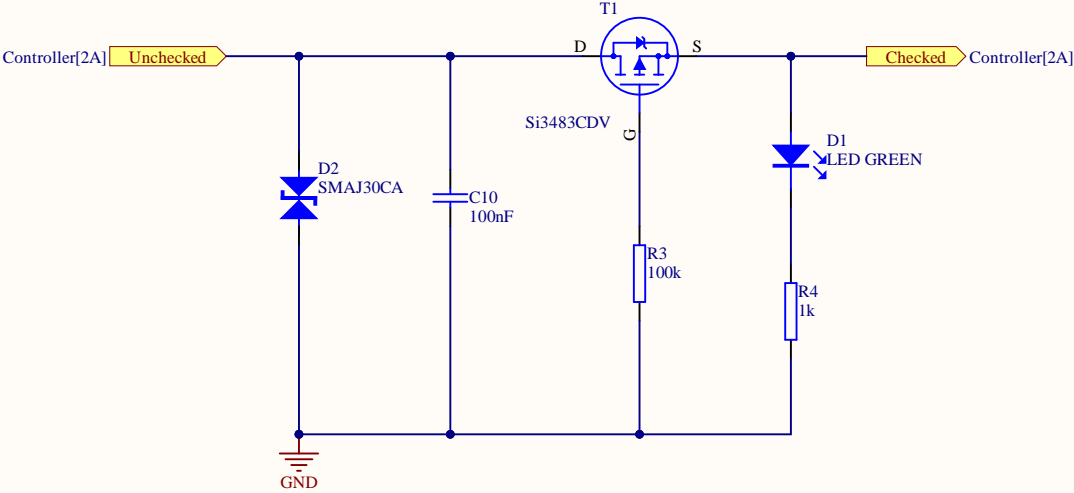 T1
D
S
Controller[2A]
Unchecked
Checked
Controller[2A]
Si3483CDV
G
D1
LED GREEN
D2
SMAJ30CA
C10
100nF
R3
100k
R4
1k
GND